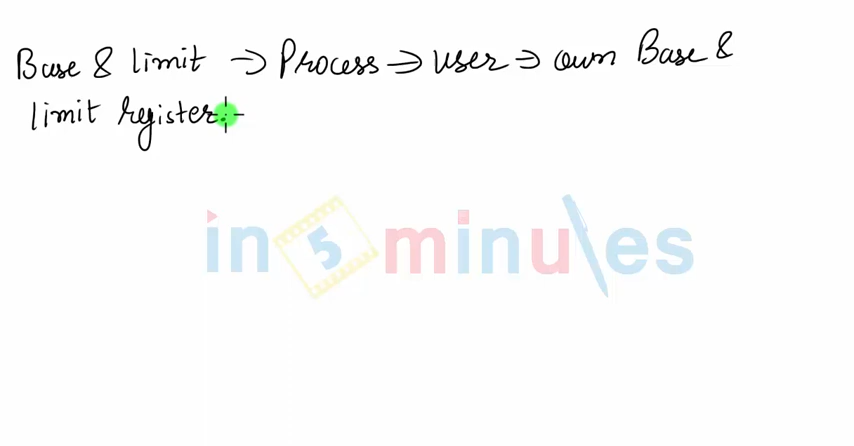 Base & limit → Process → user → own Base &
limit register.
in 5 minutes